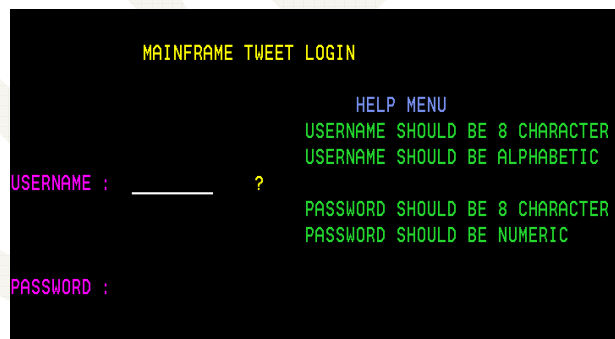 MAINFRAME TWEET LOGIN
HELP MENU
USERNAME SHOULD BE 8 CHARACTER
USERNAME SHOULD BE ALPHABETIC
USERNAME : ________ ?
PASSWORD SHOULD BE 8 CHARACTER
PASSWORD SHOULD BE NUMERIC
PASSWORD :